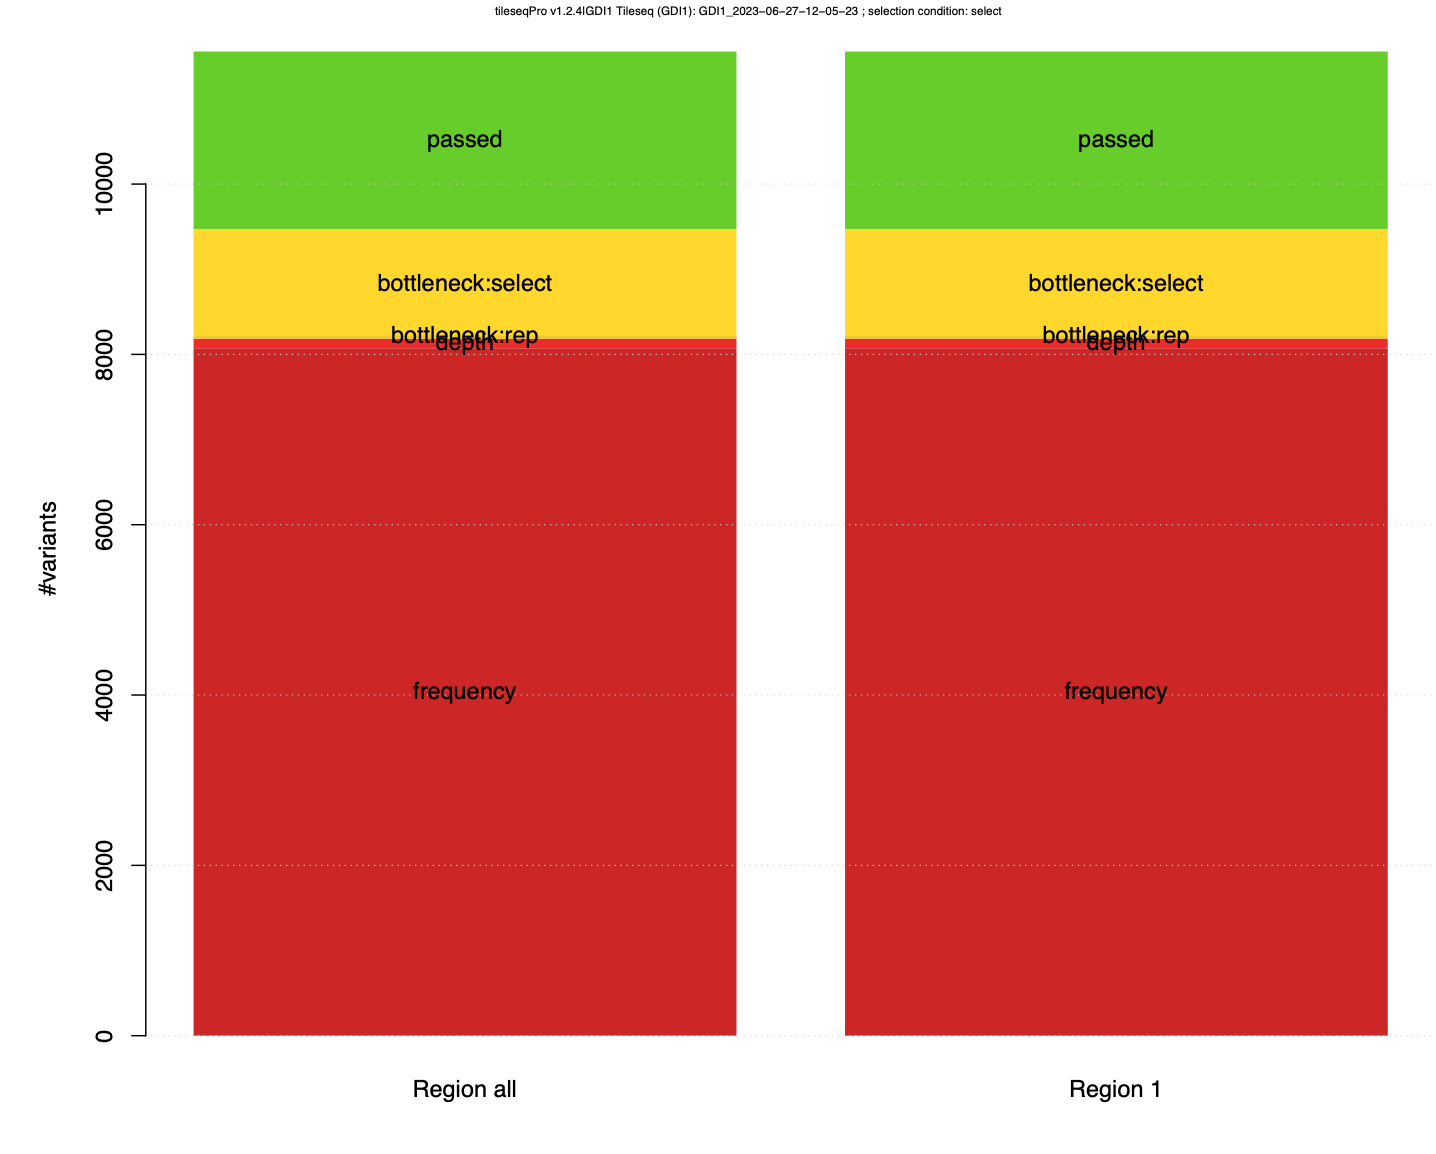 tileseqPro v1.2.4|GDI1 Tileseq (GDI1): GDI1_2023−06−27−12−05−23 ; selection condition: select
#variants
10000
8000
6000
4000
2000
0
passed
bottleneck:select
bottleneck:rep
depth
frequency
passed
bottleneck:select
bottleneck:rep
depth
frequency
Region all
Region 1